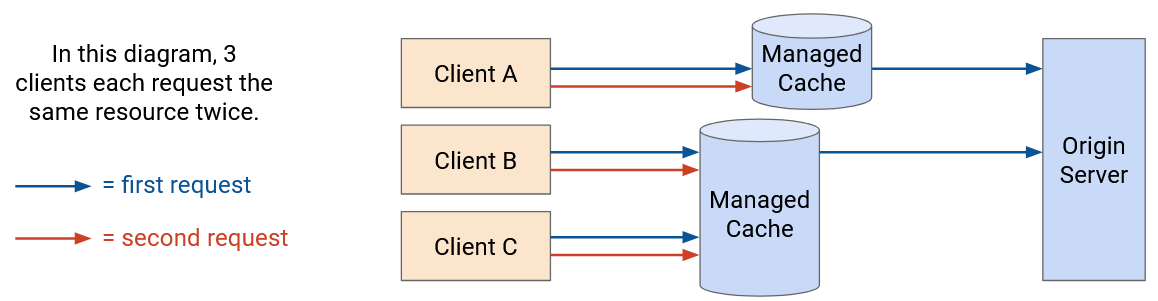 In this diagram, 3
clients each request the
same resource twice.
= first request
= second request
Client A
Client B
Client C
Managed
Cache
Managed
Cache
Origin
Server